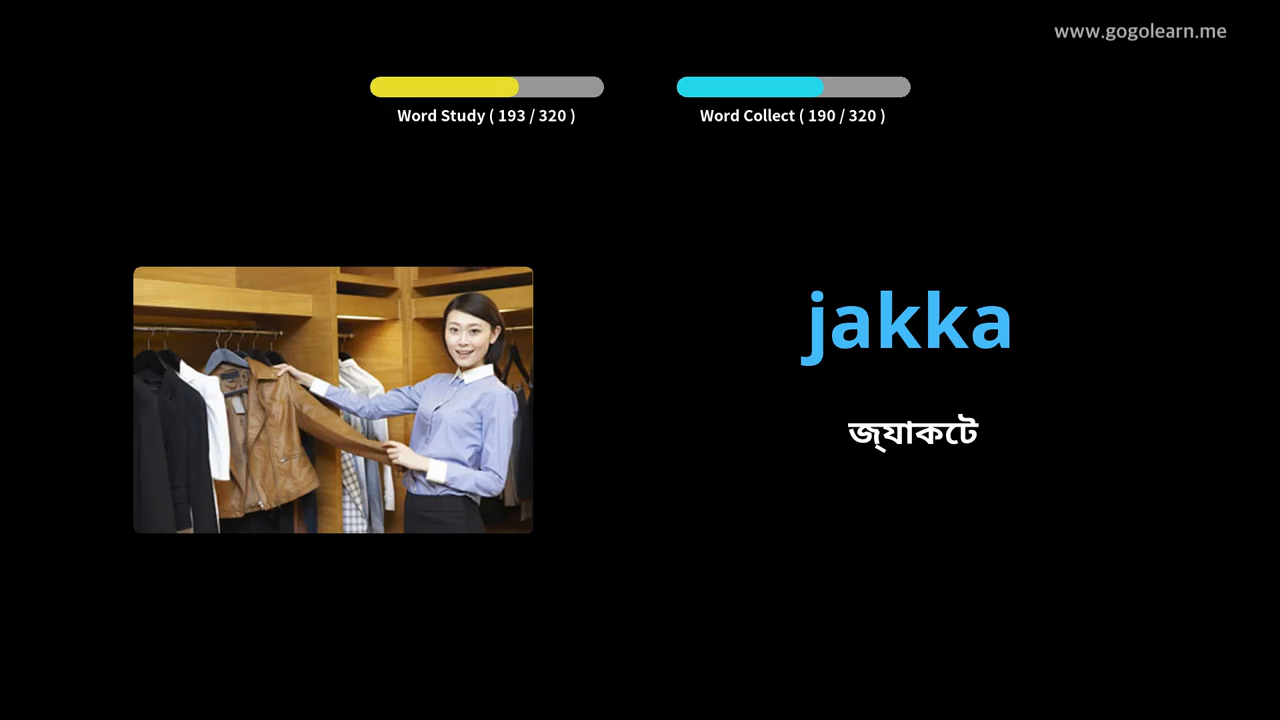 www.gogolearn.me
Word Study ( 193 / 320 )
Word Collect ( 190 / 320 )
jakka
জ্যাকেট